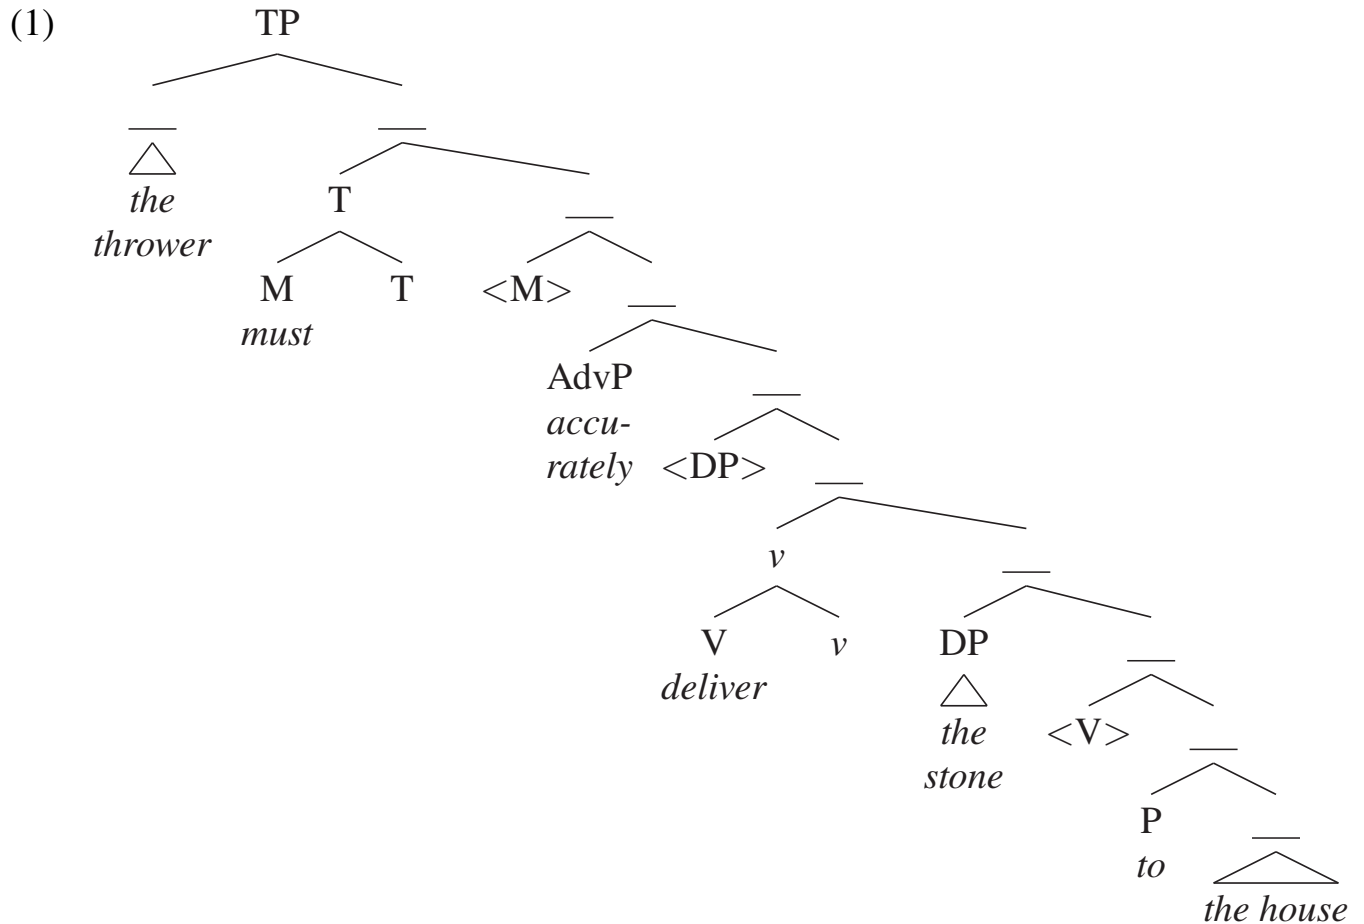 (1) TP
the
thrower
T
M T <M>
must
AdvP
accu-
rately <DP>
v
V v DP
deliver
the <V>
stone
P
to
the house